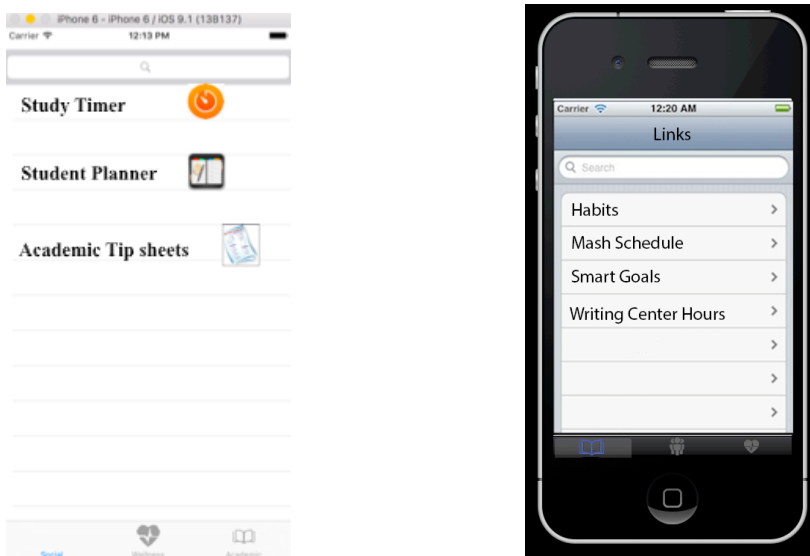 iPhone 6 - iPhone 6 / iOS 9.1 (13B137)
Carrier 12:13 PM
Study Timer
Student Planner
Academic Tip sheets
Social Wellness Academic
Carrier 12:20 AM
Links
Search
Habits
Mash Schedule
Smart Goals
Writing Center Hours